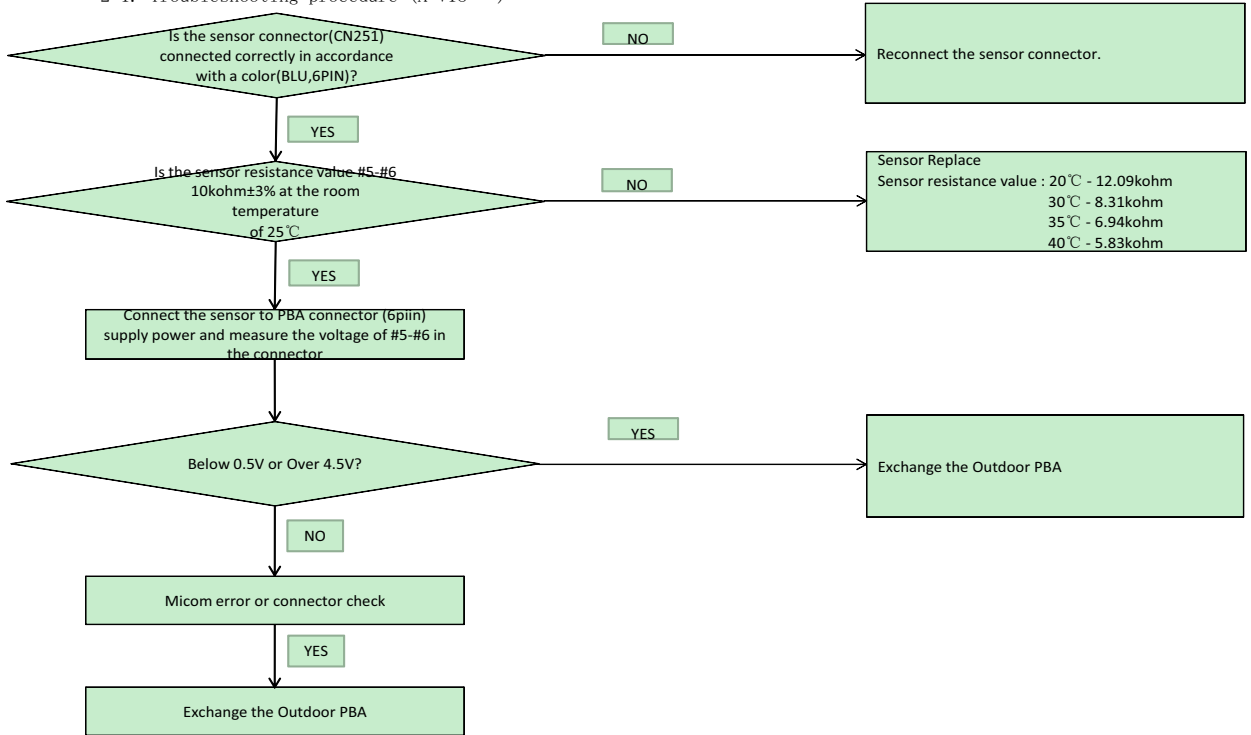 Troubleshooting procedure
Is the sensor connector(CN251)
connected correctly in accordance
with a color(BLU,6PIN)?
NO
Reconnect the sensor connector.
YES
Is the sensor resistance value #5-#6
10kohm±3% at the room
temperature
of 25℃
NO
Sensor Replace
Sensor resistance value : 20℃ - 12.09kohm
30℃ - 8.31kohm
35℃ - 6.94kohm
40℃ - 5.83kohm
YES
Connect the sensor to PBA connector (6piin)
supply power and measure the voltage of #5-#6 in
the connector
Below 0.5V or Over 4.5V?
YES
Exchange the Outdoor PBA
NO
Micom error or connector check
YES
Exchange the Outdoor PBA